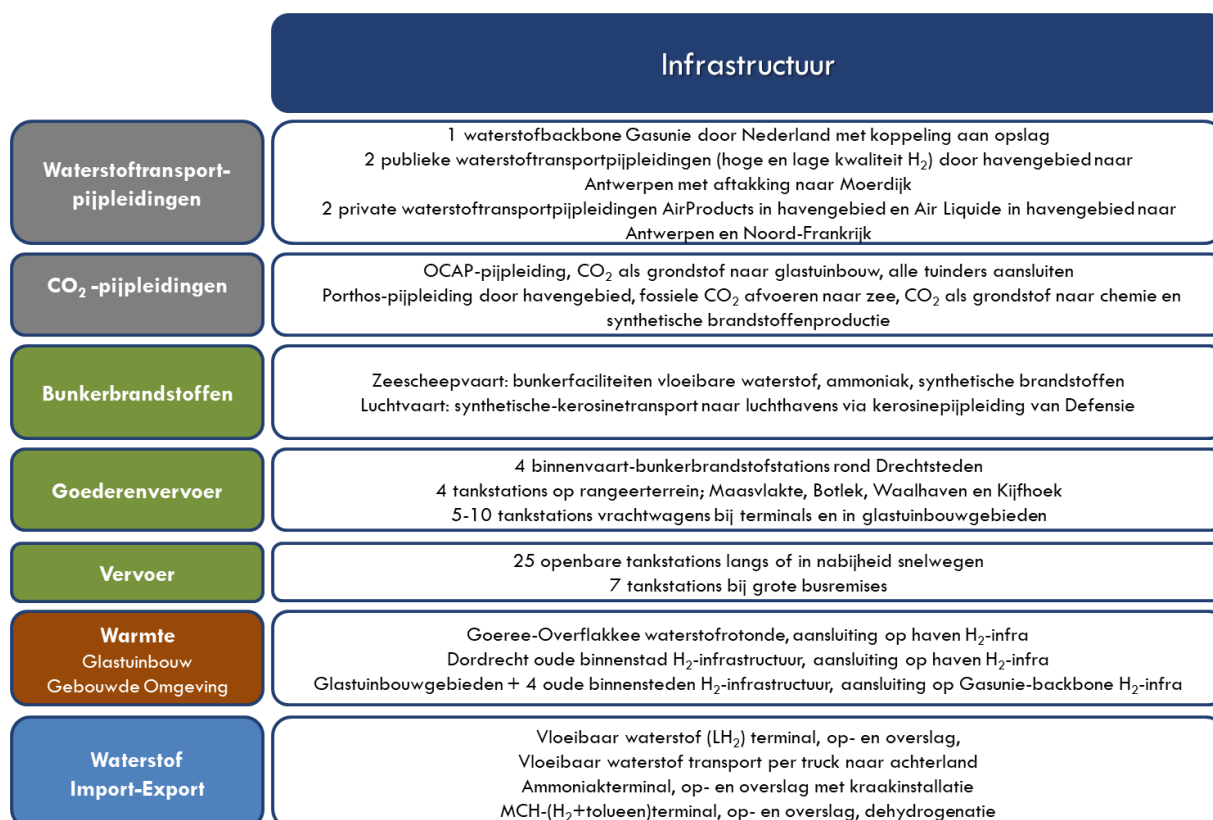 Infrastructuur
Waterstoftransport-
pijpleidingen
1 waterstofbackbone Gasunie door Nederland met koppeling aan opslag
2 publieke waterstoftransportpijpleidingen (hoge en lage kwaliteit H₂) door havengebied naar
Antwerpen met aftakking naar Moerdijk
2 private waterstoftransportpijpleidingen AirProducts in havengebied en Air Liquide in havengebied naar
Antwerpen en Noord-Frankrijk
CO₂ -pijpleidingen
OCAP-pijpleiding, CO₂ als grondstof naar glastuinbouw, alle tuinders aansluiten
Porthos-pijpleiding door havengebied, fossiele CO₂ afvoeren naar zee, CO₂ als grondstof naar chemie en
synthetische brandstoffenproductie
Bunkerbrandstoffen
Zeescheepvaart: bunkerfaciliteiten vloeibare waterstof, ammoniak, synthetische brandstoffen
Luchtvaart: synthetische-kerosinetransport naar luchthavens via kerosinepijpleiding van Defensie
Goederenvervoer
4 binnenvaart-bunkerbrandstofstations rond Drechtsteden
4 tankstations op rangeerterrein; Maasvlakte, Botlek, Waalhaven en Kijfhoek
5-10 tankstations vrachtwagens bij terminals en in glastuinbouwgebieden
Vervoer
25 openbare tankstations langs of in nabijheid snelwegen
7 tankstations bij grote busremises
Warmte
Glastuinbouw
Gebouwde Omgeving
Goeree-Overflakkee waterstofrotonde, aansluiting op haven H₂-infra
Dordrecht oude binnenstad H₂-infrastructuur, aansluiting op haven H₂-infra
Glastuinbouwgebieden + 4 oude binnensteden H₂-infrastructuur, aansluiting op Gasunie-backbone H₂-infra
Waterstof
Import-Export
Vloeibaar waterstof (LH₂) terminal, op- en overslag,
Vloeibaar waterstof transport per truck naar achterland
Ammoniakterminal, op- en overslag met kraakinstallatie
MCH-(H₂+tolueen)terminal, op- en overslag, dehydrogenatie